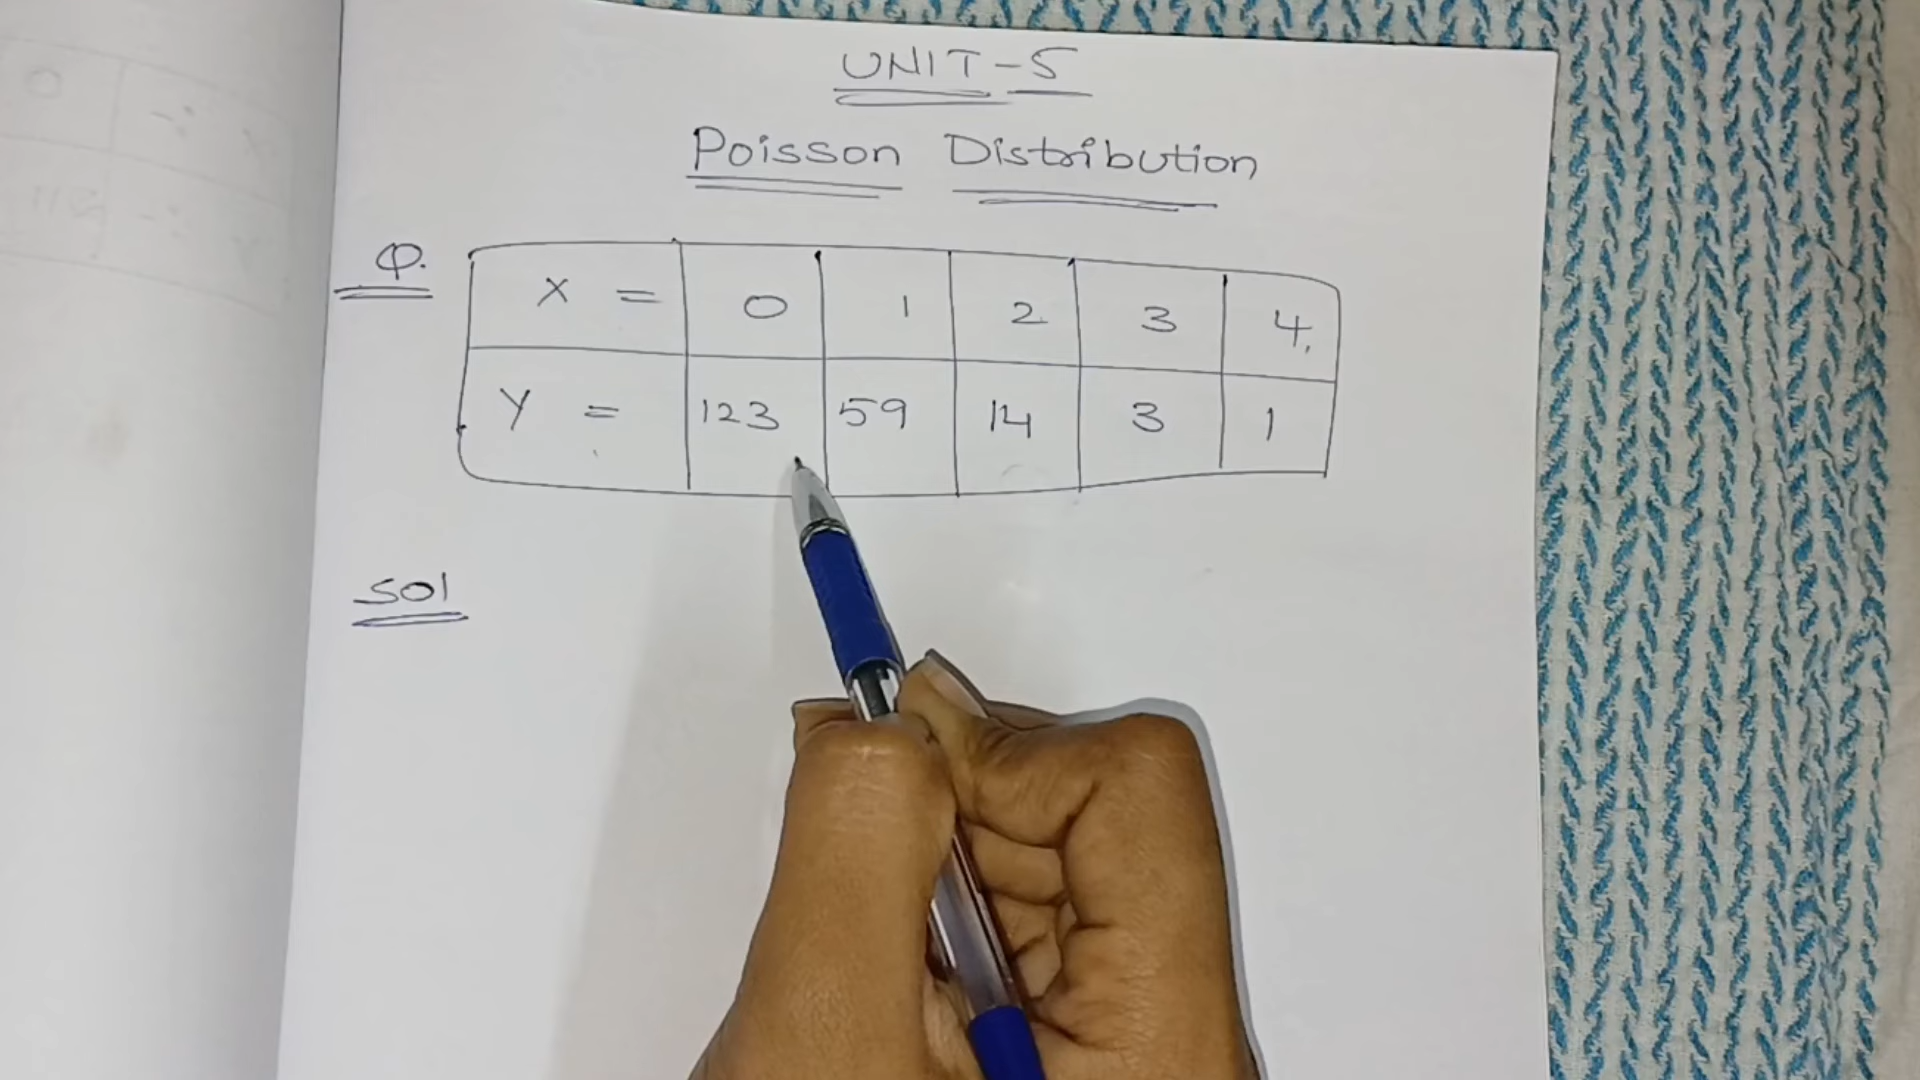 UNIT-5
Poisson Distribution
Q.
X = 0 1 2 3 4,
Y = 123 59 14 3 1
Sol